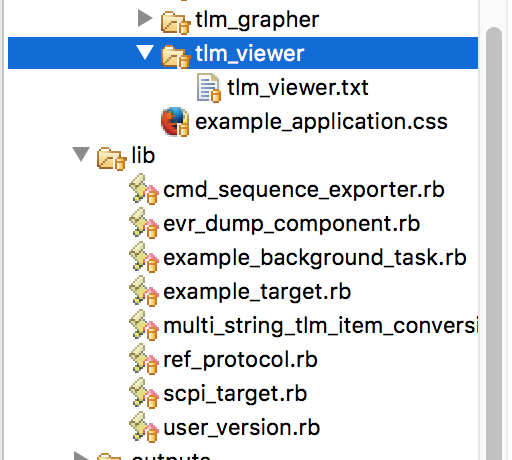 tlm_grapher
tlm_viewer
tlm_viewer.txt
example_application.css
lib
cmd_sequence_exporter.rb
evr_dump_component.rb
example_background_task.rb
example_target.rb
multi_string_tlm_item_conversi
ref_protocol.rb
scpi_target.rb
user_version.rb
outputs